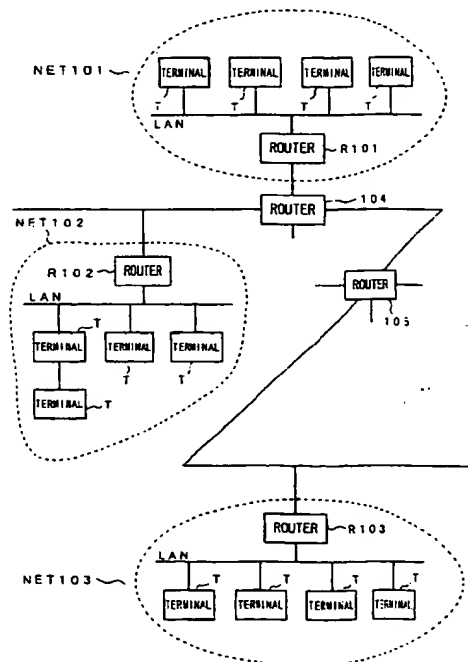 NET101
TERMINAL TERMINAL TERMINAL TERMINAL
T T T T
LAN
ROUTER R101
ROUTER 104
NET102
R102 ROUTER
ROUTER
105
LAN
TERMINAL T TERMINAL TERMINAL
T T
TERMINAL T
ROUTER R103
LAN
NET103
T T T T
TERMINAL TERMINAL TERMINAL TERMINAL